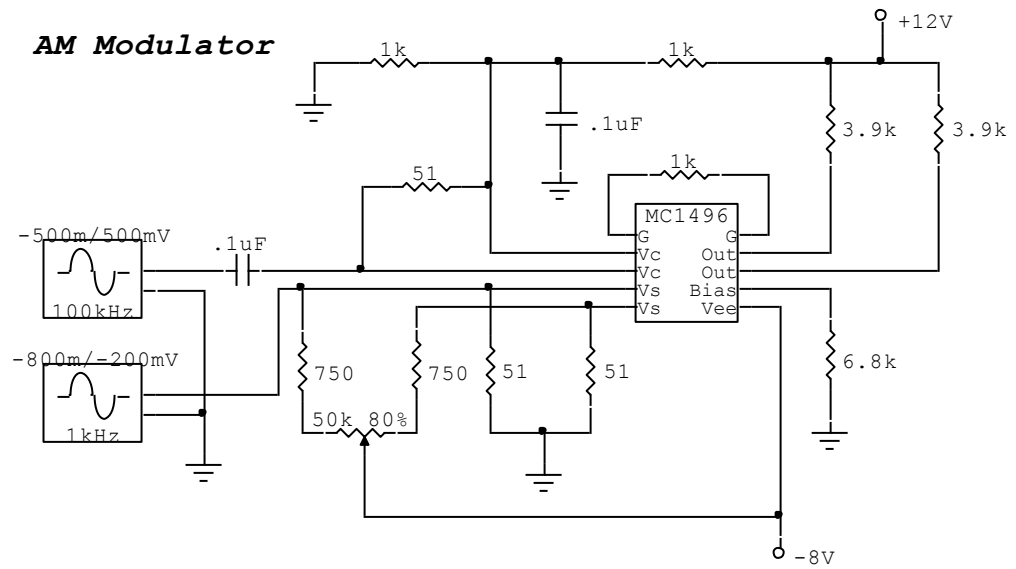 AM Modulator
+12V
1k
1k
.1uF
3.9k
3.9k
1k
51
MC1496
G G
Vc Out
Vc Out
Vs Bias
Vs Vee
-500m/500mV
.1uF
100kHz
-800m/-200mV
1kHz
750
750
51
51
6.8k
50k 80%
-8V